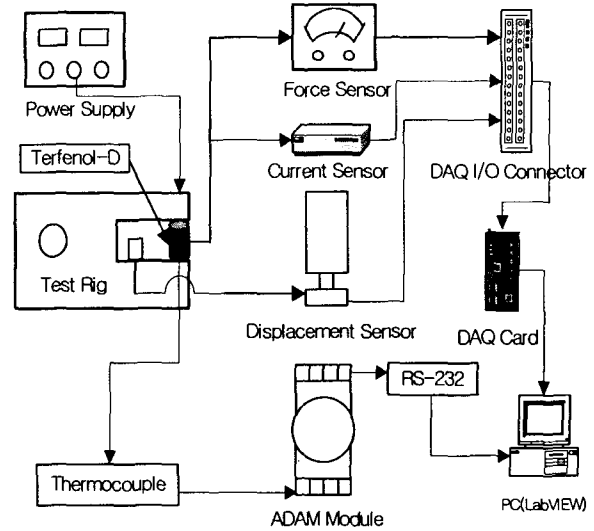 Power Supply
Force Sensor
Terfenol-D
Current Sensor
DAQ I/O Connector
Test Rig
Displacement Sensor
DAQ Card
RS-232
Thermocouple
ADAM Module
PC(LabVIEW)